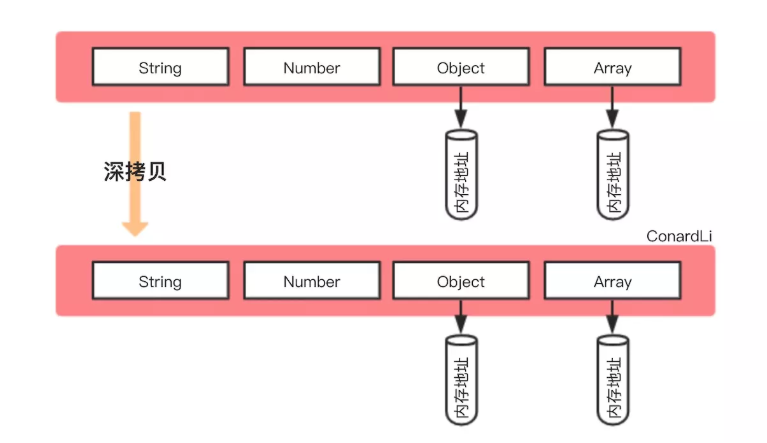 String
Number
Object
Array
内存地址
内存地址
深拷贝
ConardLi
String
Number
Object
Array
内存地址
内存地址